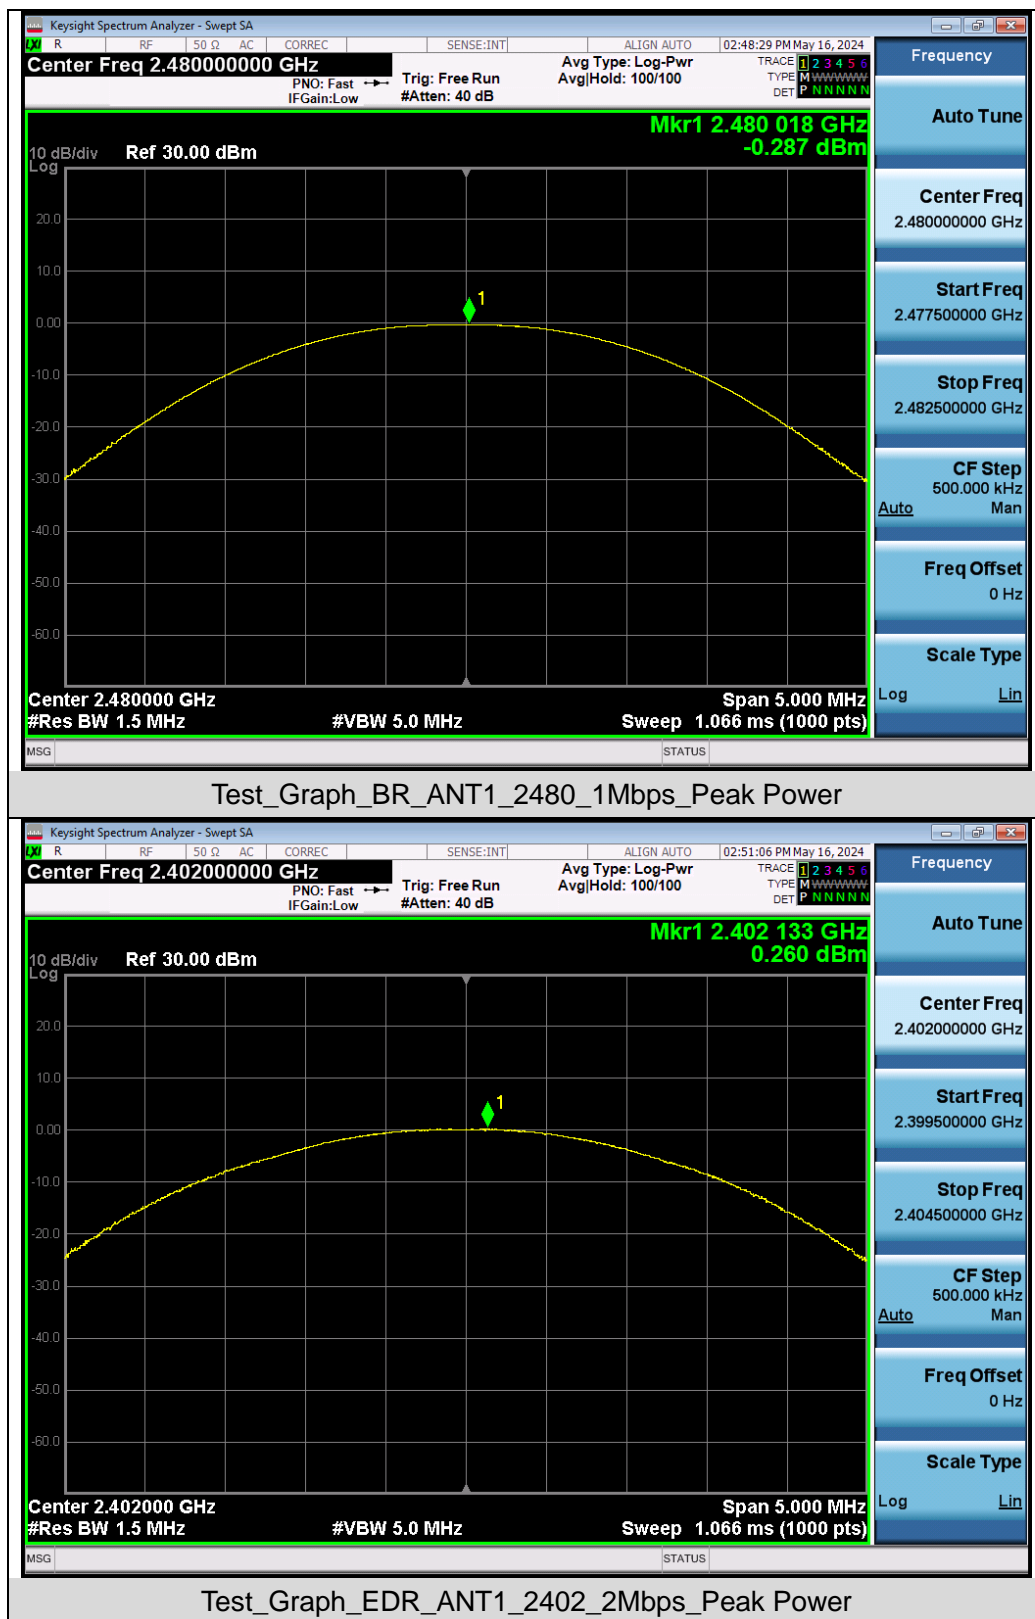 Keysight Spectrum Analyzer - Swept SA
LXI R RF 50 Ω AC CORREC SENSE:INT ALIGN AUTO 02:48:29 PM May 16, 2024
Center Freq 2.480000000 GHz Avg Type: Log-Pwr TRACE 1 2 3 4 5 6
PNO: Fast Trig: Free Run Avg|Hold: 100/100 TYPE M WWWWW
IFGain:Low #Atten: 40 dB DET P N N N N N
Frequency
Mkr1 2.480 018 GHz
-0.287 dBm
10 dB/div Ref 30.00 dBm
Log
20.0
10.0
1
0.00
-10.0
-20.0
-30.0
-40.0
-50.0
-60.0
Center 2.480000 GHz Span 5.000 MHz
#Res BW 1.5 MHz #VBW 5.0 MHz Sweep 1.066 ms (1000 pts)
Auto Tune
Center Freq
2.480000000 GHz
Start Freq
2.477500000 GHz
Stop Freq
2.482500000 GHz
CF Step
500.000 kHz
Auto Man
Freq Offset
0 Hz
Scale Type
Log Lin
MSG STATUS
Test_Graph_BR_ANT1_2480_1Mbps_Peak Power
Keysight Spectrum Analyzer - Swept SA
LXI R RF 50 Ω AC CORREC SENSE:INT ALIGN AUTO 02:51:06 PM May 16, 2024
Center Freq 2.402000000 GHz Avg Type: Log-Pwr TRACE 1 2 3 4 5 6
PNO: Fast Trig: Free Run Avg|Hold: 100/100 TYPE M WWWWW
IFGain:Low #Atten: 40 dB DET P N N N N N
Frequency
Mkr1 2.402 133 GHz
0.260 dBm
10 dB/div Ref 30.00 dBm
Log
20.0
10.0
1
0.00
-10.0
-20.0
-30.0
-40.0
-50.0
-60.0
Center 2.402000 GHz Span 5.000 MHz
#Res BW 1.5 MHz #VBW 5.0 MHz Sweep 1.066 ms (1000 pts)
Auto Tune
Center Freq
2.402000000 GHz
Start Freq
2.399500000 GHz
Stop Freq
2.404500000 GHz
CF Step
500.000 kHz
Auto Man
Freq Offset
0 Hz
Scale Type
Log Lin
MSG STATUS
Test_Graph_EDR_ANT1_2402_2Mbps_Peak Power